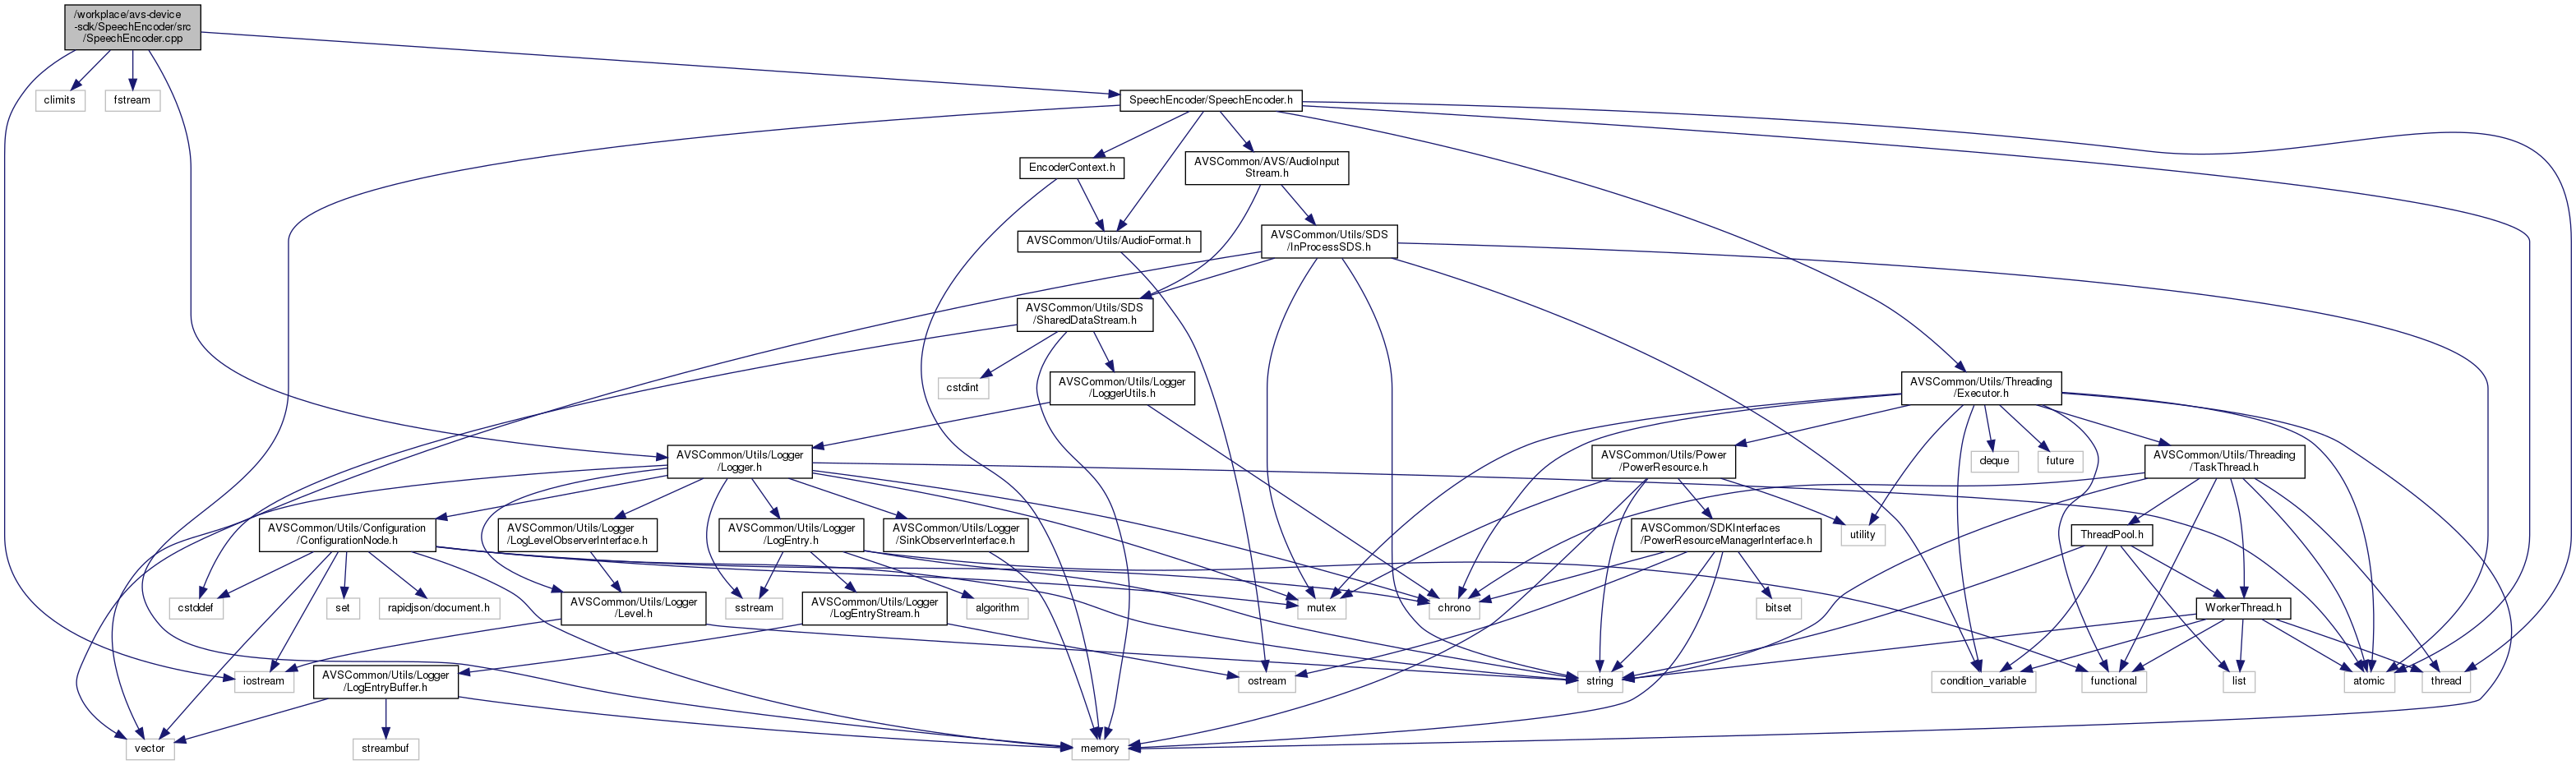 /workplace/avs-device
-sdk/SpeechEncoder/src
/SpeechEncoder.cpp
climits
fstream
SpeechEncoder/SpeechEncoder.h
EncoderContext.h
AVSCommon/AVS/AudioInput
Stream.h
AVSCommon/Utils/AudioFormat.h
AVSCommon/Utils/SDS
/InProcessSDS.h
AVSCommon/Utils/SDS
/SharedDataStream.h
cstdint
AVSCommon/Utils/Logger
/LoggerUtils.h
AVSCommon/Utils/Threading
/Executor.h
AVSCommon/Utils/Logger
/Logger.h
AVSCommon/Utils/Power
/PowerResource.h
deque
future
AVSCommon/Utils/Threading
/TaskThread.h
AVSCommon/Utils/Configuration
/ConfigurationNode.h
AVSCommon/Utils/Logger
/LogLevelObserverInterface.h
AVSCommon/Utils/Logger
/LogEntry.h
AVSCommon/Utils/Logger
/SinkObserverInterface.h
AVSCommon/SDKInterfaces
/PowerResourceManagerInterface.h
utility
ThreadPool.h
cstddef
set
rapidjson/document.h
AVSCommon/Utils/Logger
/Level.h
sstream
AVSCommon/Utils/Logger
/LogEntryStream.h
algorithm
mutex
chrono
bitset
WorkerThread.h
iostream
AVSCommon/Utils/Logger
/LogEntryBuffer.h
ostream
string
condition_variable
functional
list
atomic
thread
vector
streambuf
memory